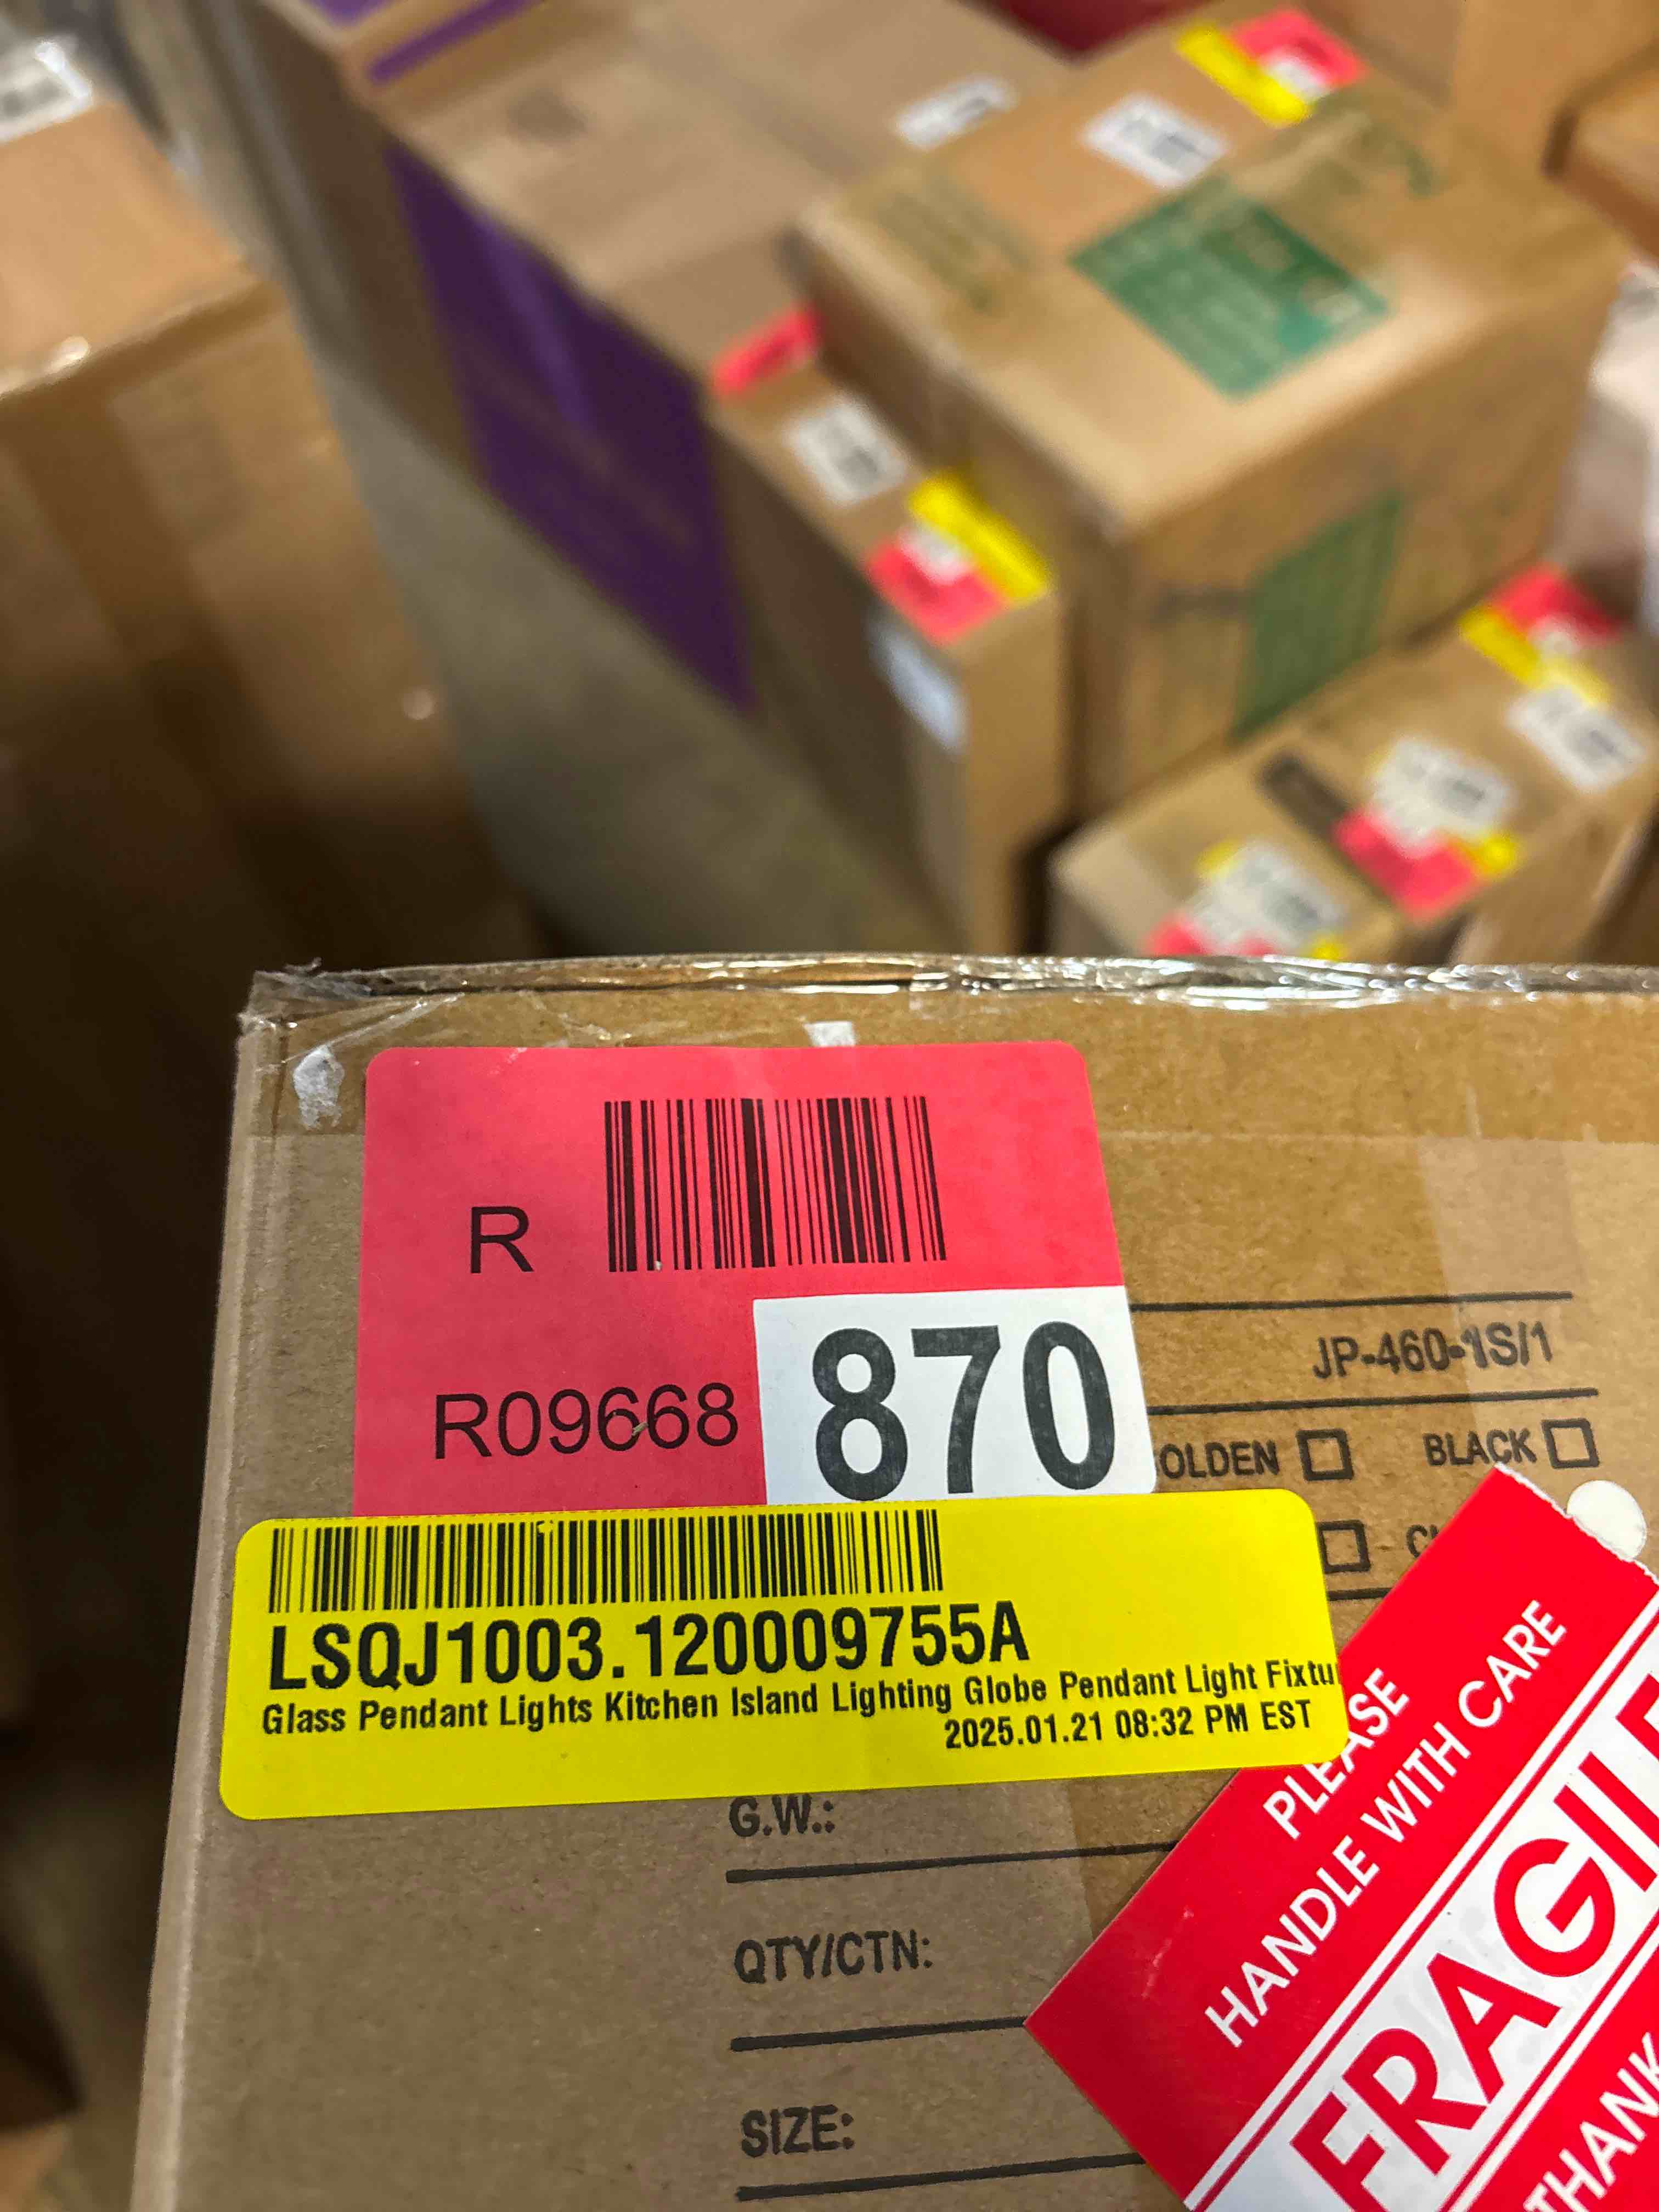 R
R09668
870
JP-460-1S/1
OLDEN
BLACK
LSQJ1003.120009755A
Glass Pendant Lights Kitchen Island Lighting Globe Pendant Light Fixtu
2025.01.21 08:32 PM EST
G.W.:
QTY/CTN:
SIZE:
PLEASE
HANDLE WITH CARE
FRAGIL
THANK